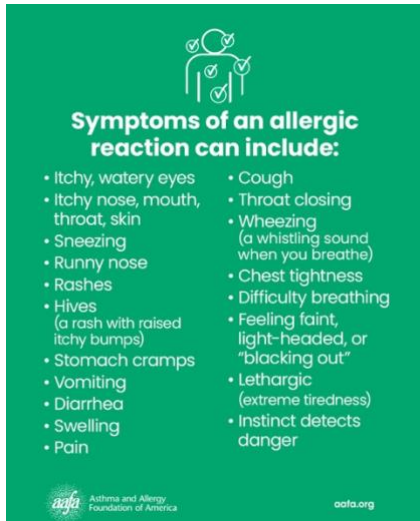 Symptoms of an allergic
reaction can include:
• Itchy, watery eyes
• Itchy nose, mouth,
throat, skin
• Sneezing
• Runny nose
• Rashes
• Hives
(a rash with raised
itchy bumps)
• Stomach cramps
• Vomiting
• Diarrhea
• Swelling
• Pain
• Cough
• Throat closing
• Wheezing
(a whistling sound
when you breathe)
• Chest tightness
• Difficulty breathing
• Feeling faint,
light-headed, or
“blacking out”
• Lethargic
(extreme tiredness)
• Instinct detects
danger
aafa
Asthma and Allergy
Foundation of America
aafa.org